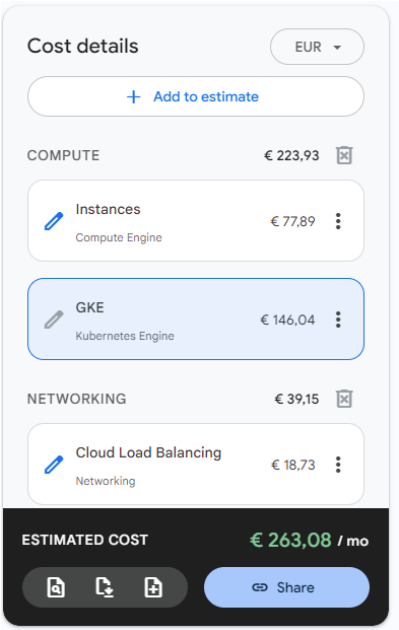 Cost details
EUR
Add to estimate
COMPUTE € 223,93
Instances
€ 77,89
Compute Engine
GKE
€ 146,04
Kubernetes Engine
NETWORKING € 39,15
Cloud Load Balancing
€ 18,73
Networking
ESTIMATED COST € 263,08 / mo
Share